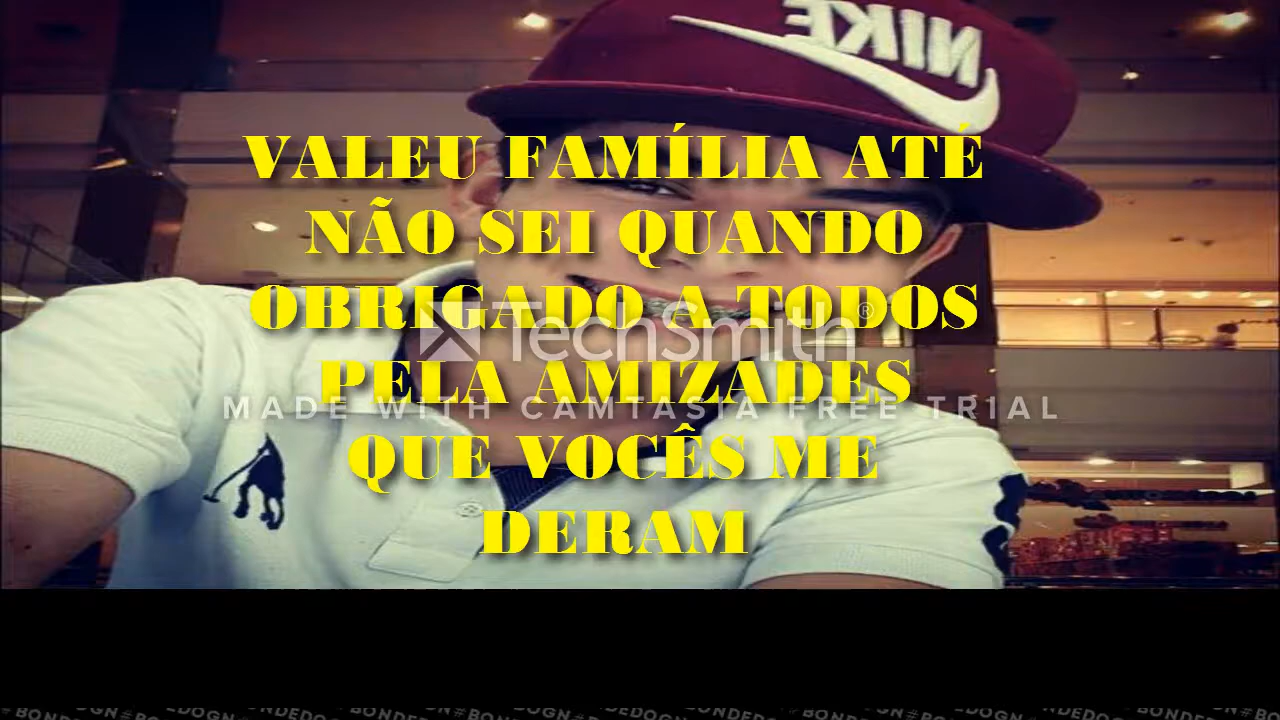 NIKE
VALEU FAMÍLIA ATÉ
NÃO SEI QUANDO
OBRIGADO A TODOS
PELA AMIZADES
QUE VOCÊS ME
DERAM
TechSmith®
MADE WITH CAMTASIA FREE TRIAL